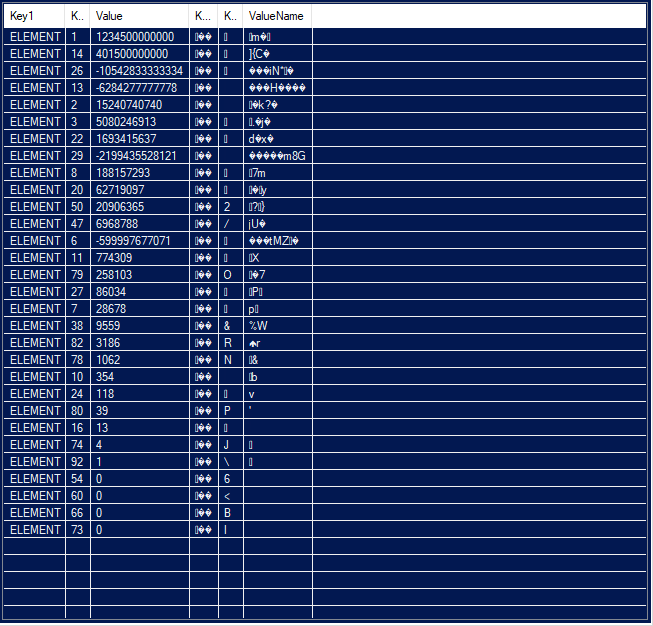 Key1 K.. Value K... K.. ValueName
ELEMENT 1 1234500000000 m
ELEMENT 14 401500000000 ]{C
ELEMENT 26 -10542833333334 iN
ELEMENT 13 -6284277777778 H
ELEMENT 2 15240740740 k?
ELEMENT 3 5080246913 j
ELEMENT 22 1693415637 d x
ELEMENT 29 -2199435528121 m8G
ELEMENT 8 188157293 7m
ELEMENT 20 62719097 y
ELEMENT 50 20906365 2 ? }
ELEMENT 47 6968788 / U
ELEMENT 6 -599997677071 tMZ
ELEMENT 11 774309 X
ELEMENT 79 258103 O 7
ELEMENT 27 86034 P
ELEMENT 7 28678 p
ELEMENT 38 9559 & %W
ELEMENT 82 3186 R r
ELEMENT 78 1062 N &
ELEMENT 10 354 b
ELEMENT 24 118 v
ELEMENT 80 39 P '
ELEMENT 16 13
ELEMENT 74 4 J
ELEMENT 92 1 \
ELEMENT 54 0 6
ELEMENT 60 0 <
ELEMENT 66 0 B
ELEMENT 73 0 I